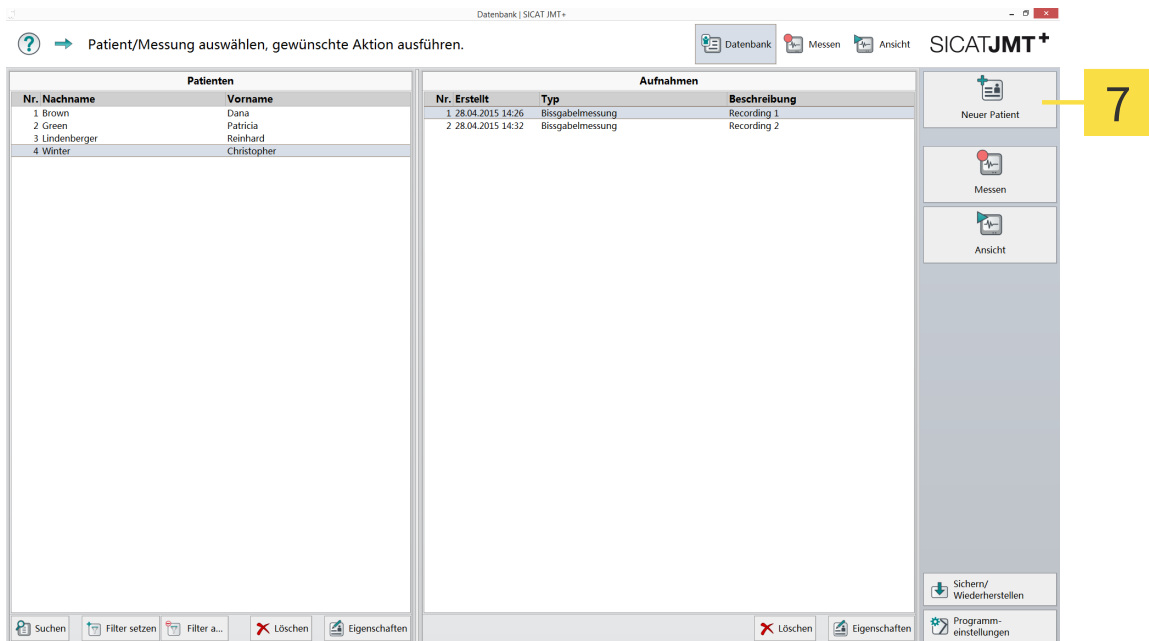 Datenbank | SICAT JMT+
Patient/Messung auswählen, gewünschte Aktion ausführen.
Datenbank Messen Ansicht SICATJMT+
Patienten
Nr. Nachname Vorname
1 Brown Dana
2 Green Patricia
3 Lindenberger Reinhard
4 Winter Christopher
Aufnahmen
Nr. Erstellt Typ Beschreibung
1 28.04.2015 14:26 Bissgabelmessung Recording 1
2 28.04.2015 14:32 Bissgabelmessung Recording 2
Neuer Patient
7
Messen
Ansicht
Sichern/
Wiederherstellen
Programm-
einstellungen
Suchen Filter setzen Filter a... Löschen Eigenschaften
Löschen Eigenschaften